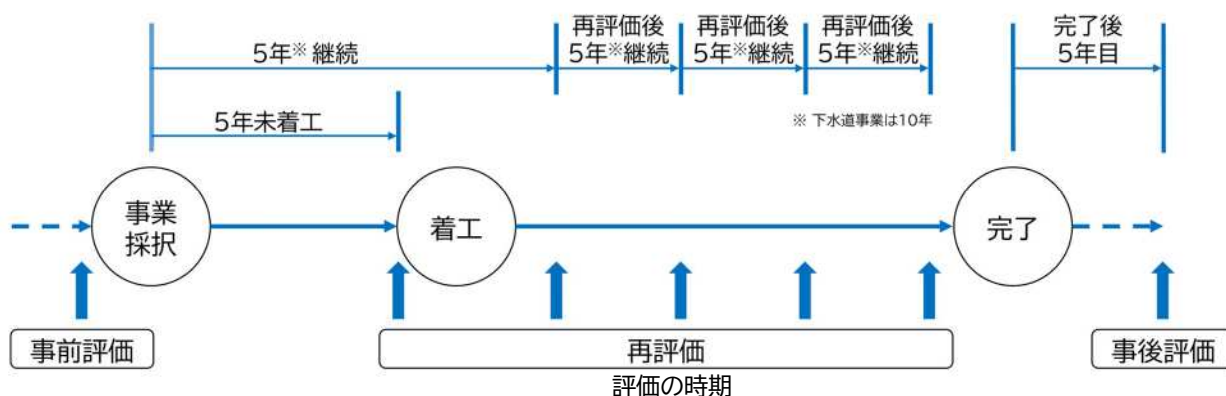 再評価後
再評価後
再評価後
完了後
5年※ 継続
5年※継続
5年※継続
5年※継続
5年目
5年未着工
※ 下水道事業は10年
事業
採択
着工
完了
事前評価
再評価
事後評価
評価の時期